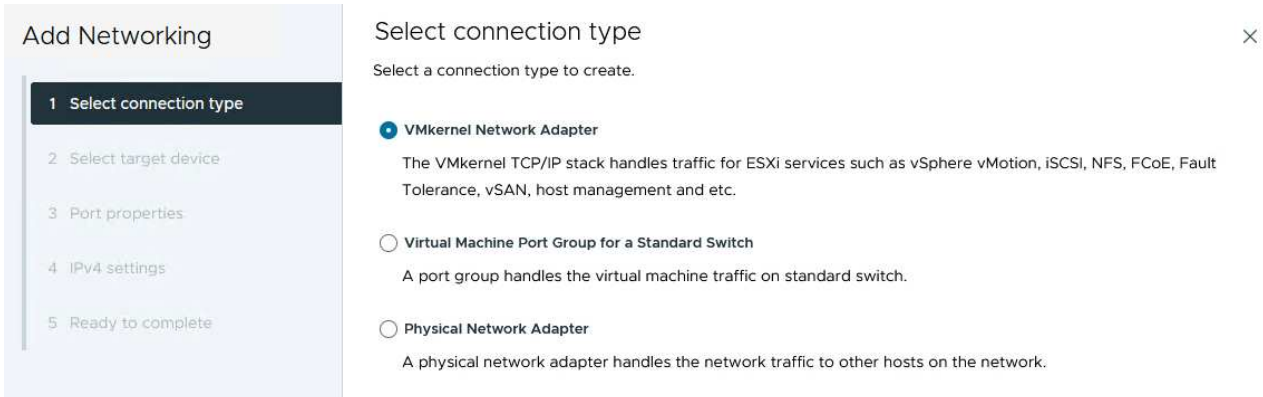 Add Networking
1 Select connection type
2 Select target device
3 Port properties
4 IPv4 settings
5 Ready to complete
Select connection type
Select a connection type to create.
VMkernel Network Adapter
The VMkernel TCP/IP stack handles traffic for ESXi services such as vSphere vMotion, iSCSI, NFS, FCoE, Fault
Tolerance, vSAN, host management and etc.
Virtual Machine Port Group for a Standard Switch
A port group handles the virtual machine traffic on standard switch.
Physical Network Adapter
A physical network adapter handles the network traffic to other hosts on the network.